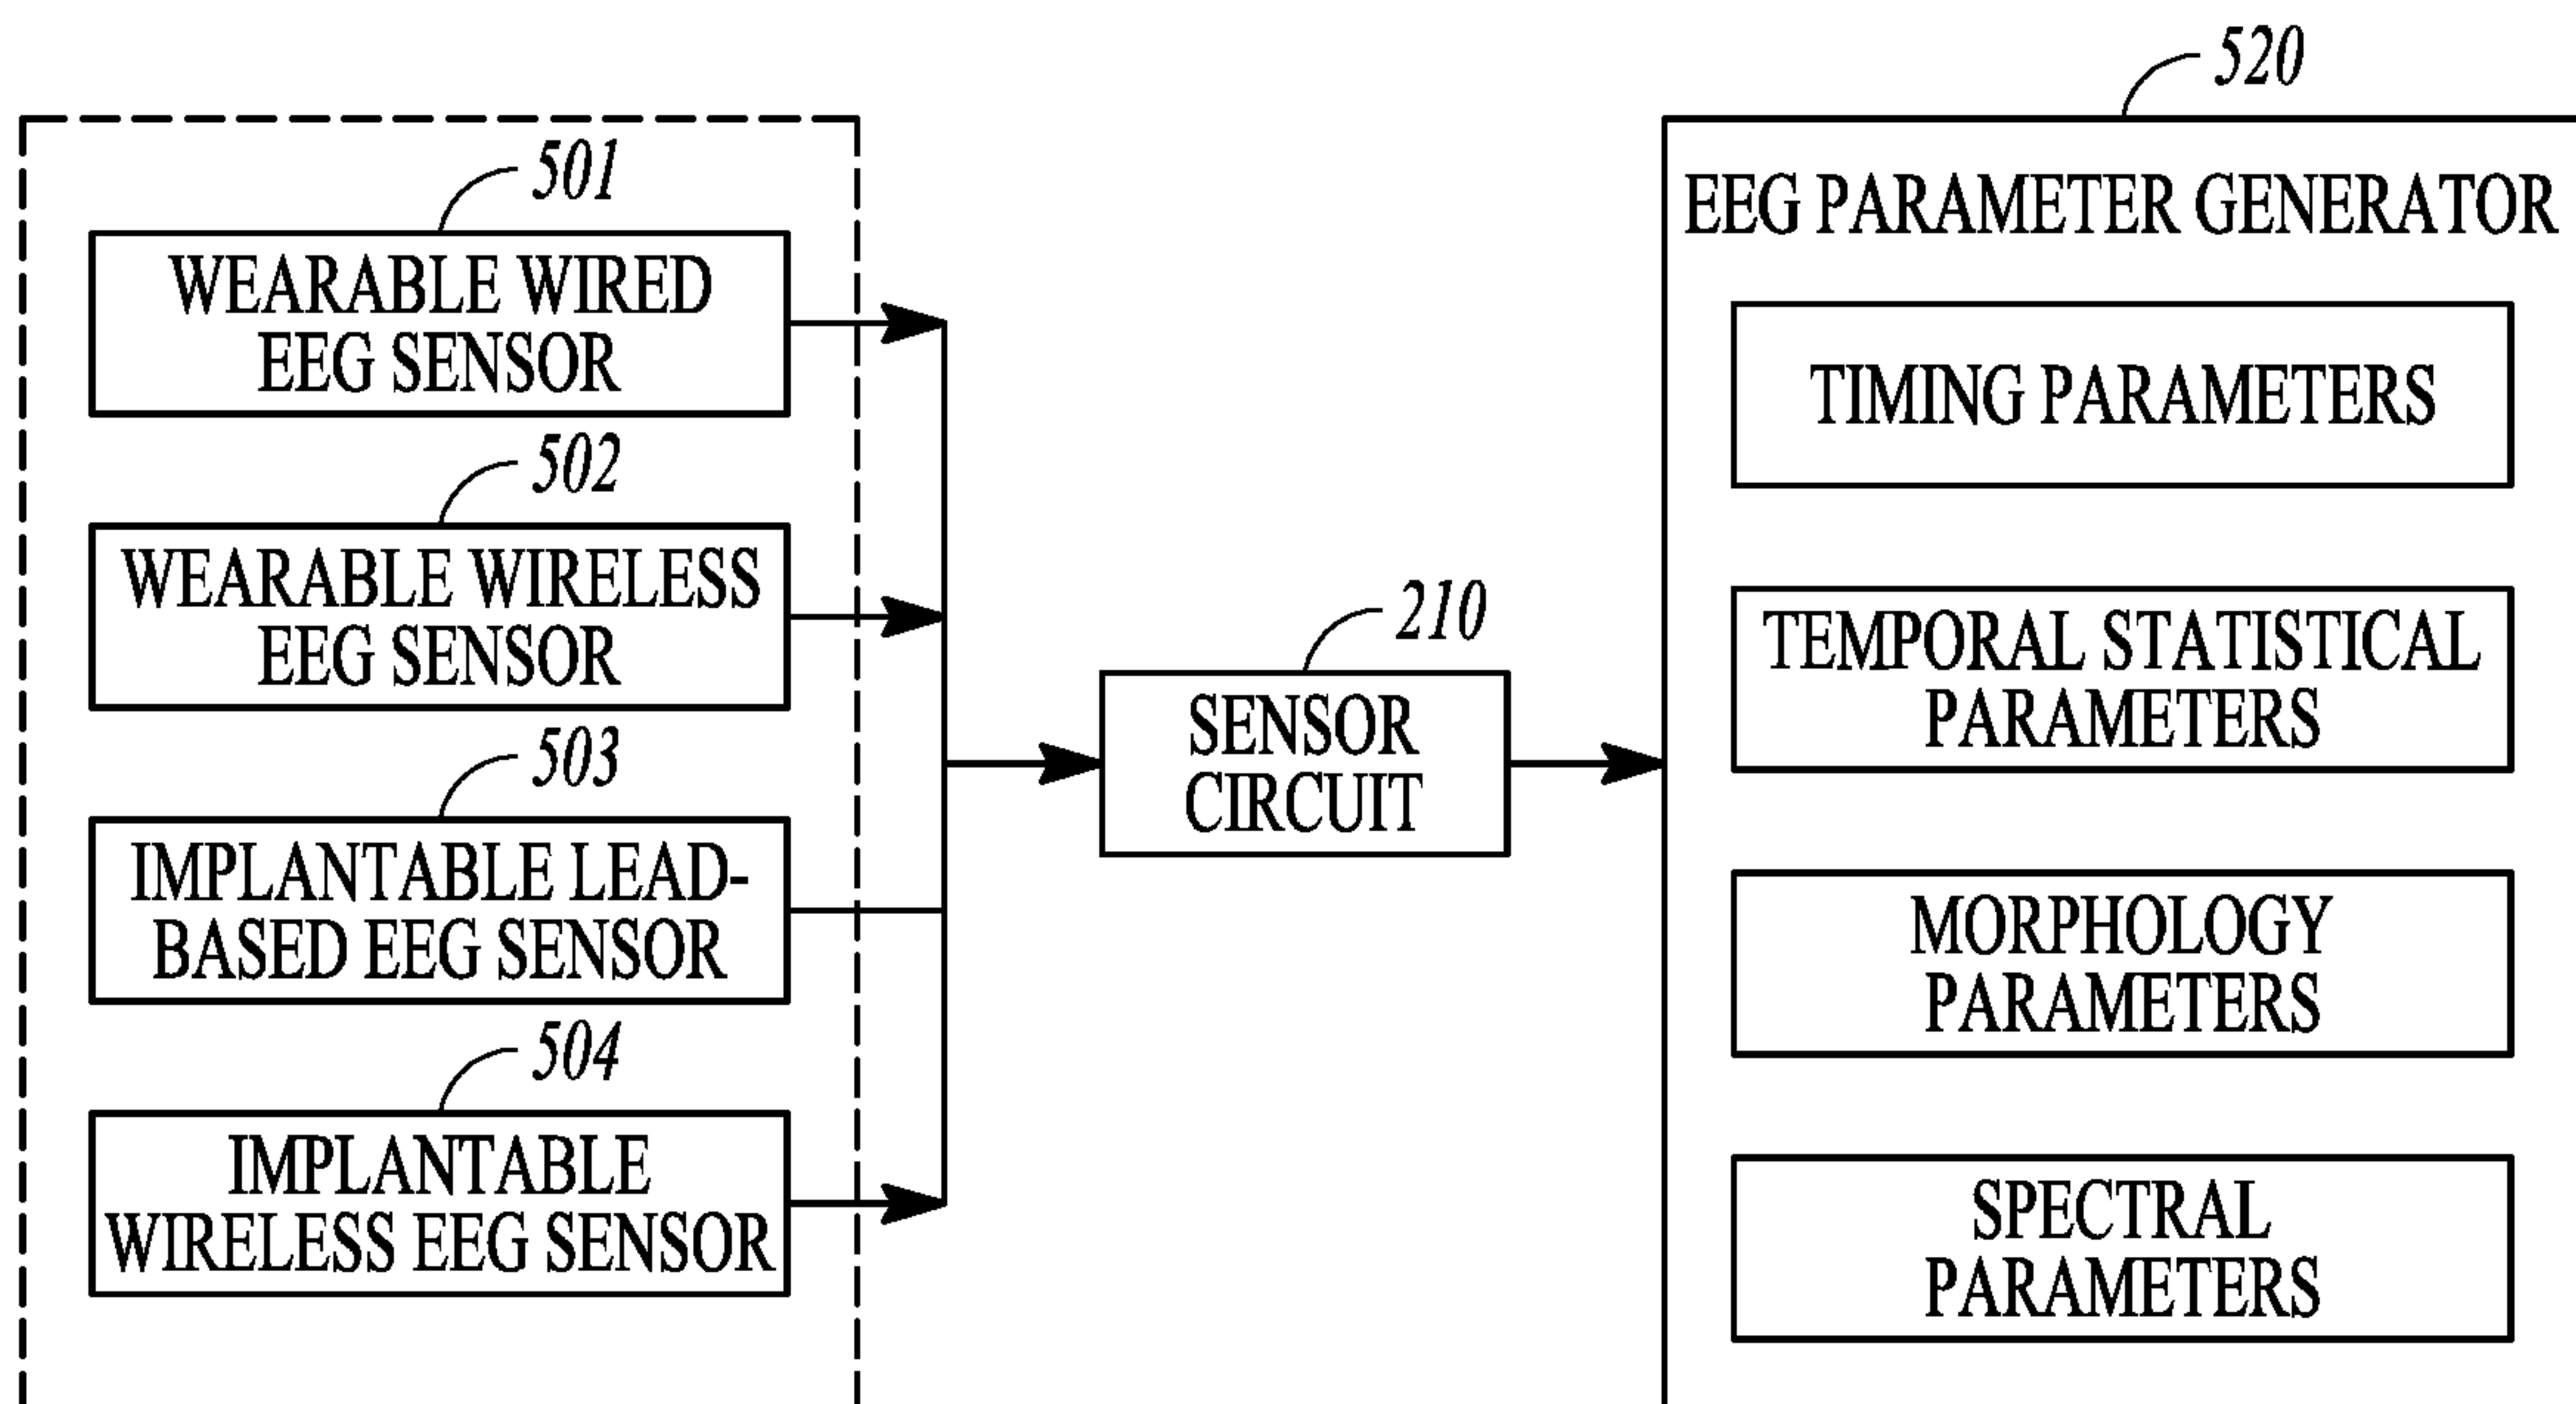 501
WEARABLE WIRED
EEG SENSOR
502
WEARABLE WIRELESS
EEG SENSOR
503
IMPLANTABLE LEAD-
BASED EEG SENSOR
504
IMPLANTABLE
WIRELESS EEG SENSOR
210
SENSOR
CIRCUIT
520
EEG PARAMETER GENERATOR
TIMING PARAMETERS
TEMPORAL STATISTICAL
PARAMETERS
MORPHOLOGY
PARAMETERS
SPECTRAL
PARAMETERS